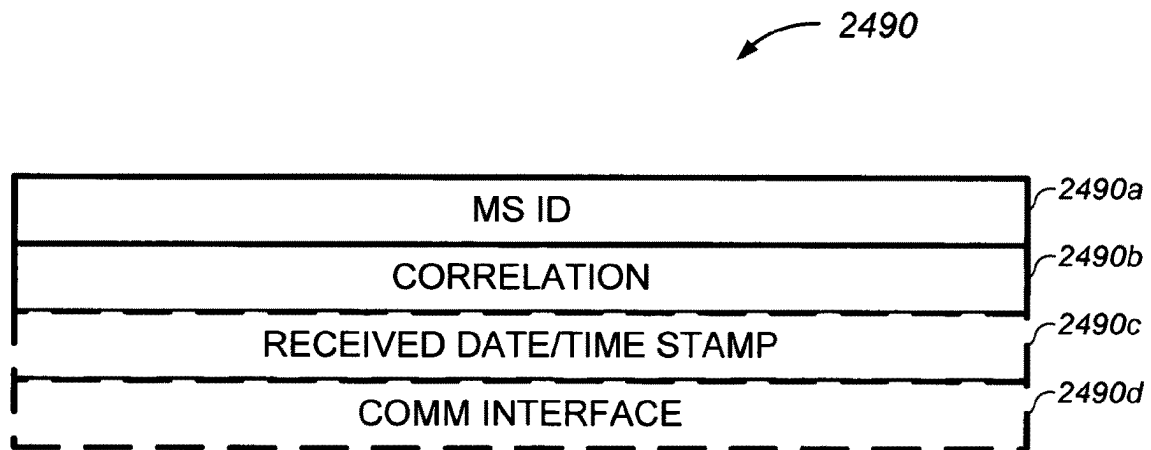 2490
MS ID
2490a
CORRELATION
2490b
RECEIVED DATE/TIME STAMP
2490c
COMM INTERFACE
2490d